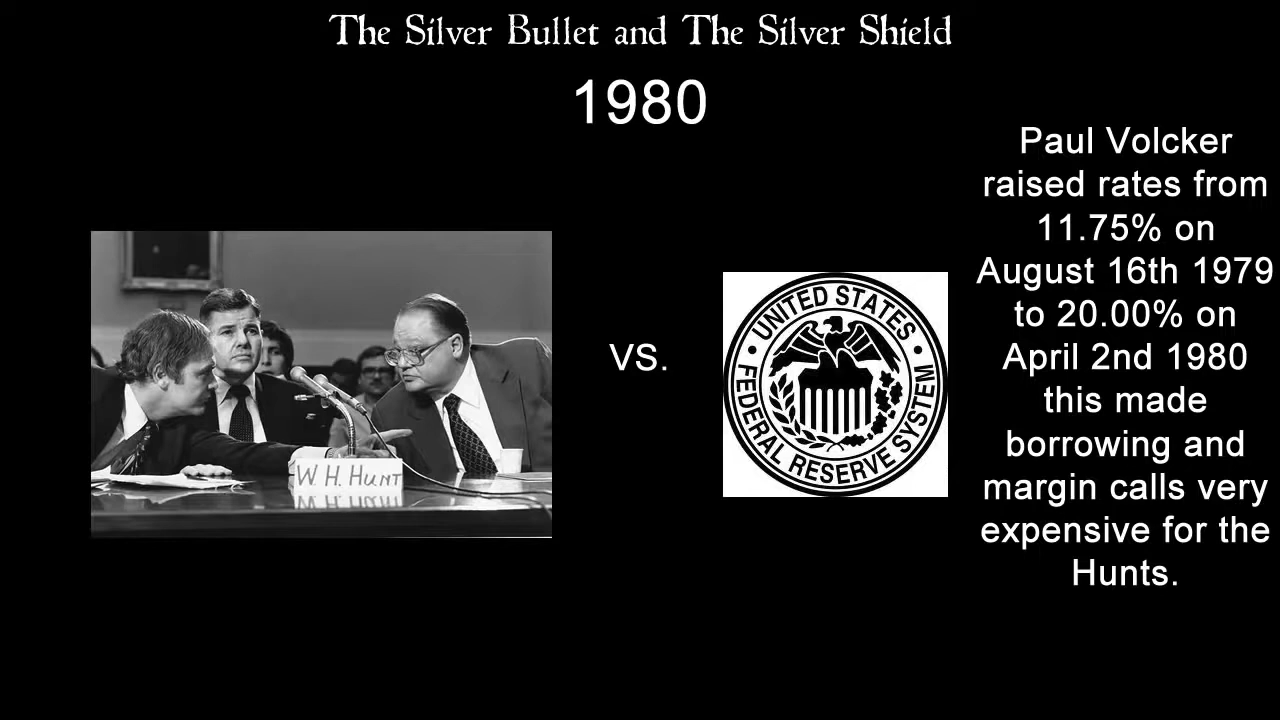 The Silver Bullet and The Silver Shield
1980
Paul Volcker
raised rates from
11.75% on
August 16th 1979
to 20.00% on
April 2nd 1980
this made
borrowing and
margin calls very
expensive for the
Hunts.
vs.
W. H. HUNT
UNITED STATES
FEDERAL RESERVE SYSTEM